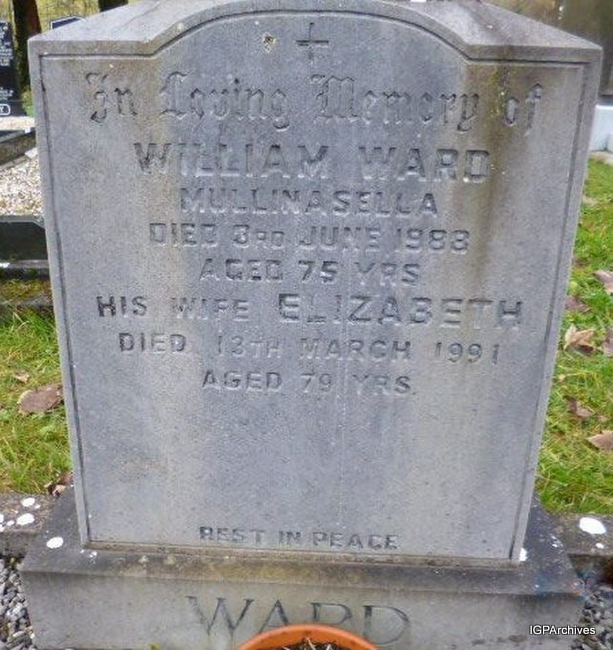 In Loving Memory of
WILLIAM WARD
MULLINASELLA
DIED 3RD JUNE 1988
AGED 75 YRS
HIS WIFE ELIZABETH
DIED 13TH MARCH 1991
AGED 79 YRS.
REST IN PEACE
WARD
IGPArchives